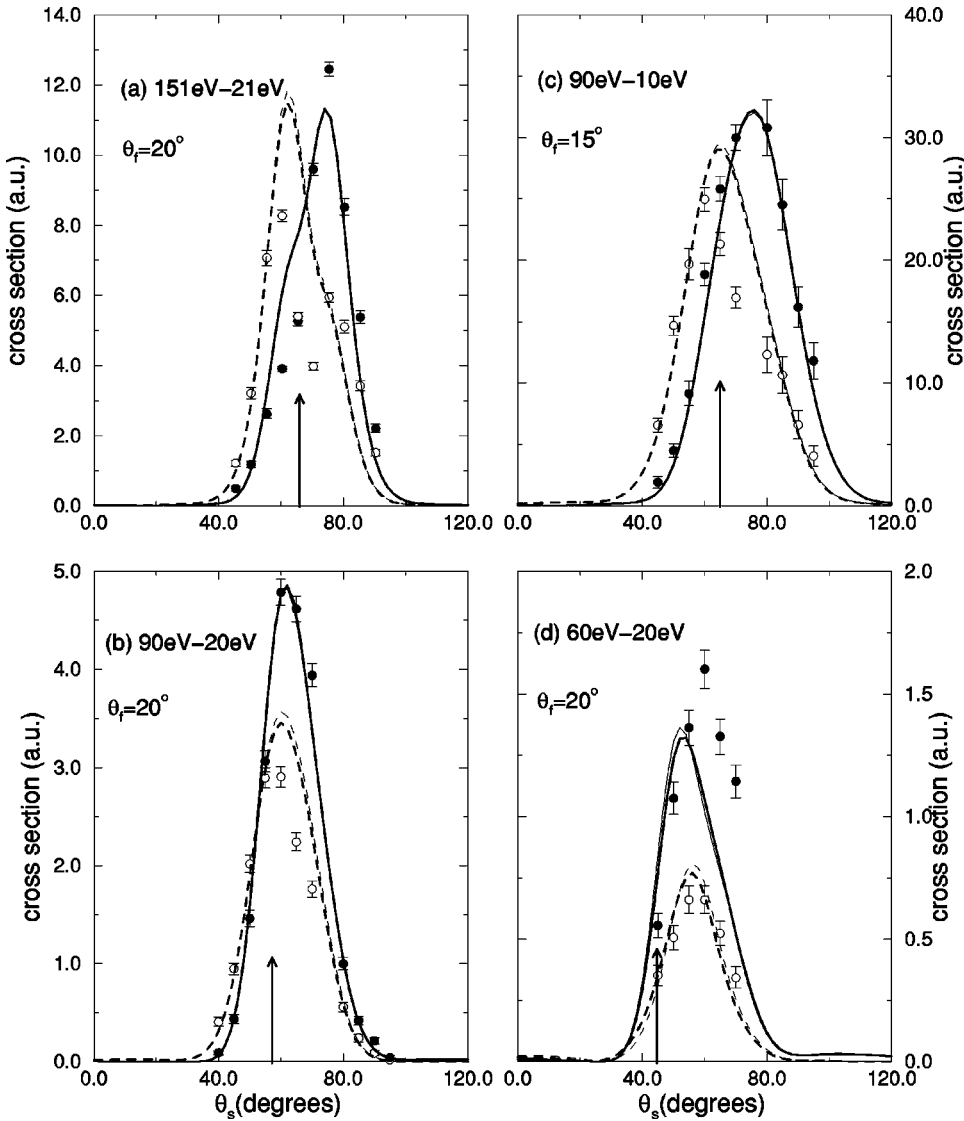 14.0
12.0
10.0
8.0
6.0
4.0
2.0
0.0
cross section (a.u.)
(a) 151eV−21eV
θf=20°
0.0 40.0 80.0 120.0
(c) 90eV−10eV
θf=15°
40.0
30.0
20.0
10.0
0.0
cross section (a.u.)
0.0 40.0 80.0 120.0
5.0
4.0
3.0
2.0
1.0
0.0
cross section (a.u.)
(b) 90eV−20eV
θf=20°
0.0 40.0 80.0 120.0
θs(degrees)
(d) 60eV−20eV
θf=20°
2.0
1.5
1.0
0.5
0.0
cross section (a.u.)
0.0 40.0 80.0 120.0
θs(degrees)